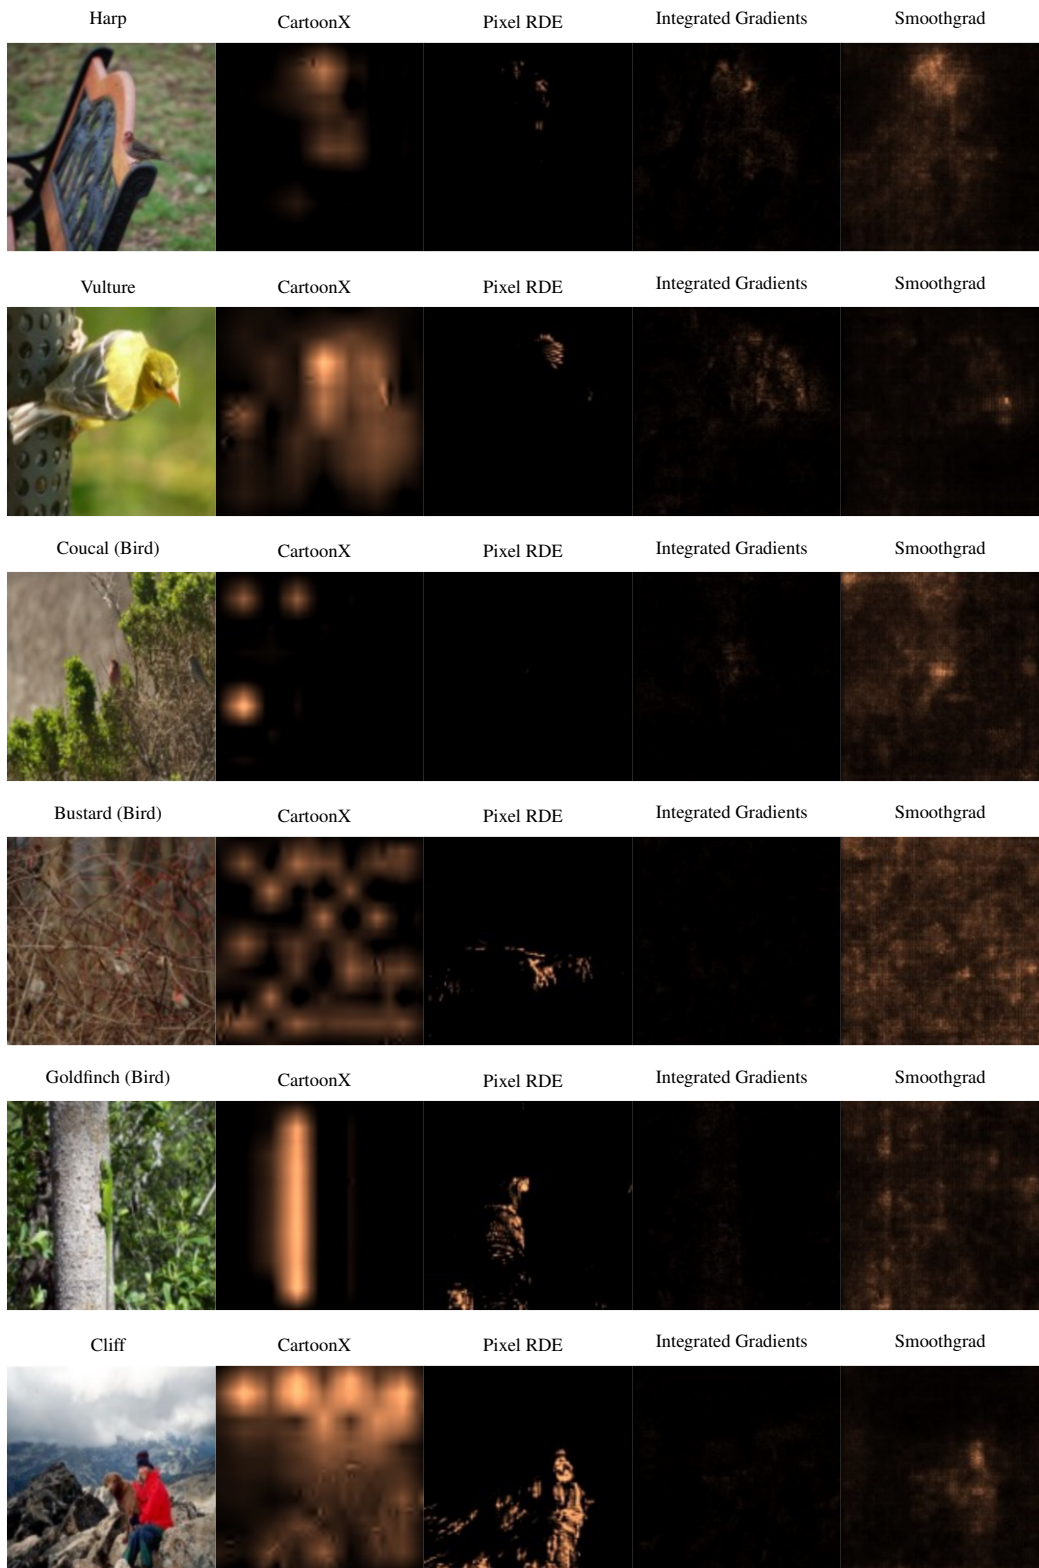 Harp CartoonX Pixel RDE Integrated Gradients Smoothgrad
Vulture CartoonX Pixel RDE Integrated Gradients Smoothgrad
Coucal (Bird) CartoonX Pixel RDE Integrated Gradients Smoothgrad
Bustard (Bird) CartoonX Pixel RDE Integrated Gradients Smoothgrad
Goldfinch (Bird) CartoonX Pixel RDE Integrated Gradients Smoothgrad
Cliff CartoonX Pixel RDE Integrated Gradients Smoothgrad